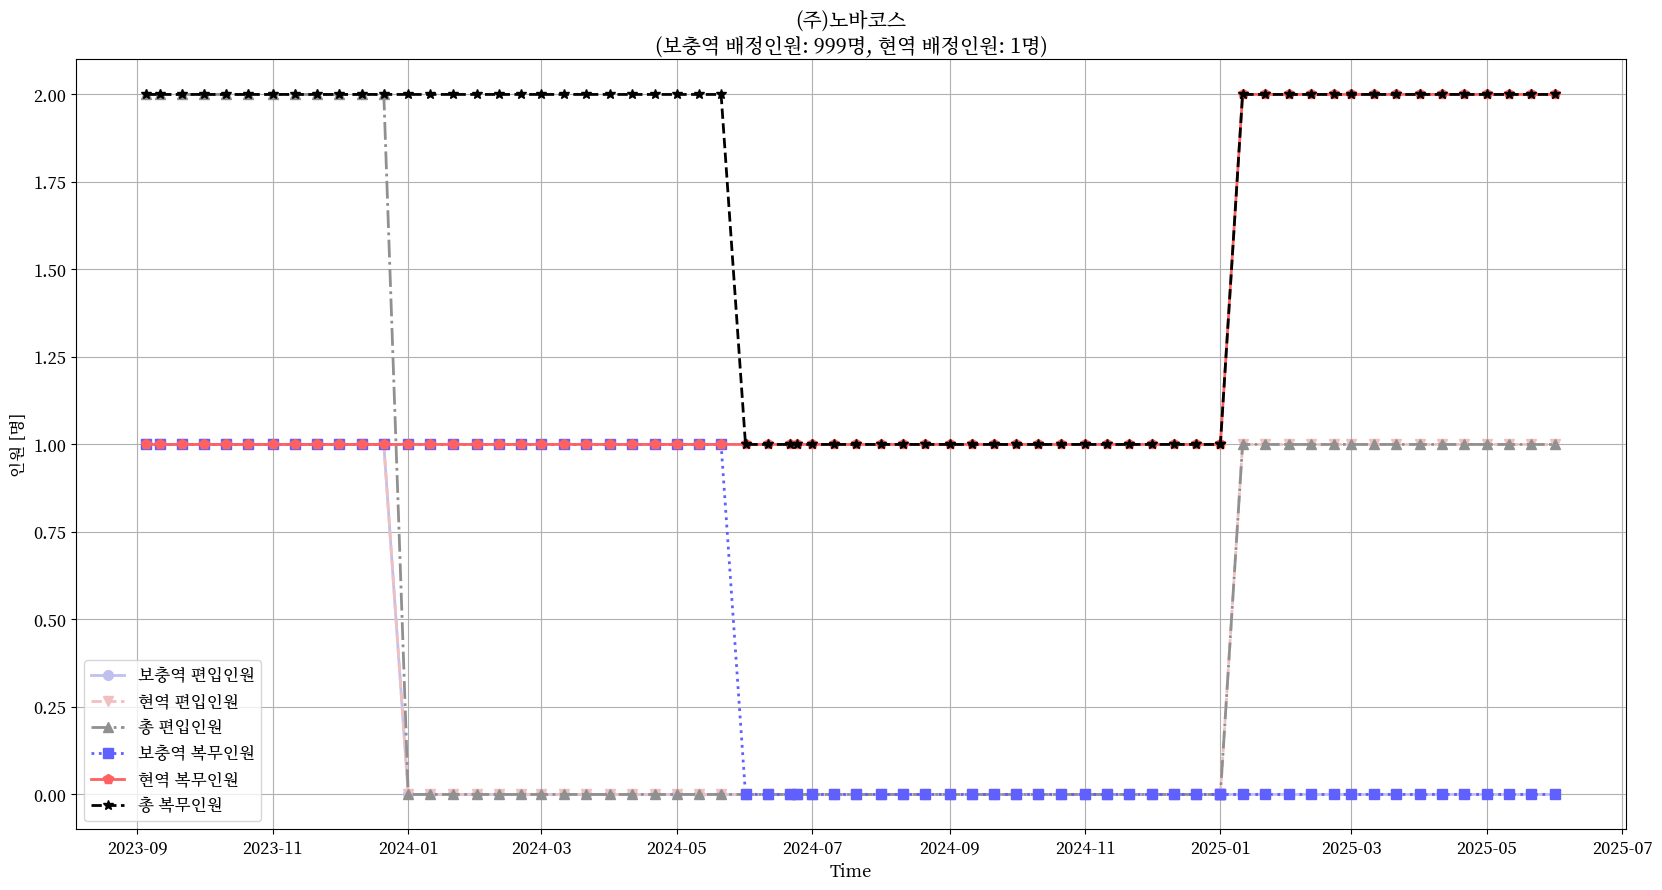 (주)노바코스
(보충역 배정인원: 999명, 현역 배정인원: 1명)
인원 [명]
2.00
1.75
1.50
1.25
1.00
0.75
0.50
0.25
0.00
보충역 편입인원
현역 편입인원
총 편입인원
보충역 복무인원
현역 복무인원
총 복무인원
2023-09
2023-11
2024-01
2024-03
2024-05
2024-07
2024-09
2024-11
2025-01
2025-03
2025-05
2025-07
Time